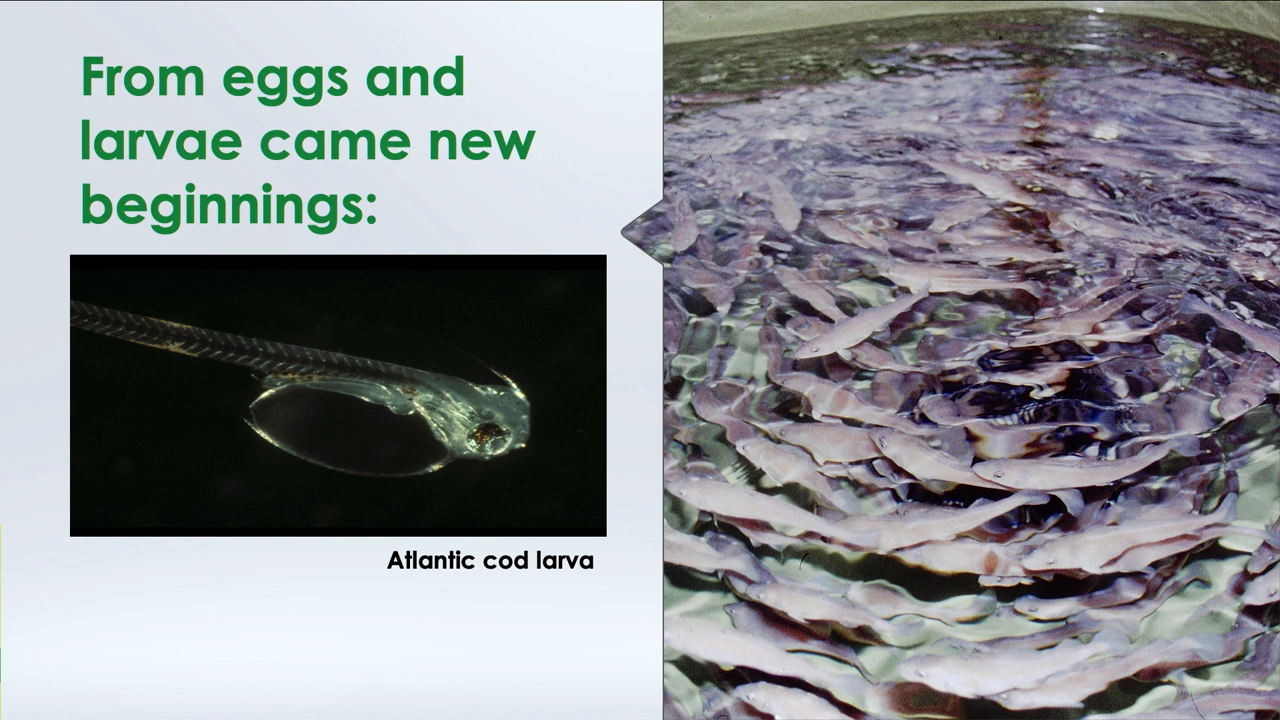 From eggs and
larvae came new
beginnings:
Atlantic cod larva